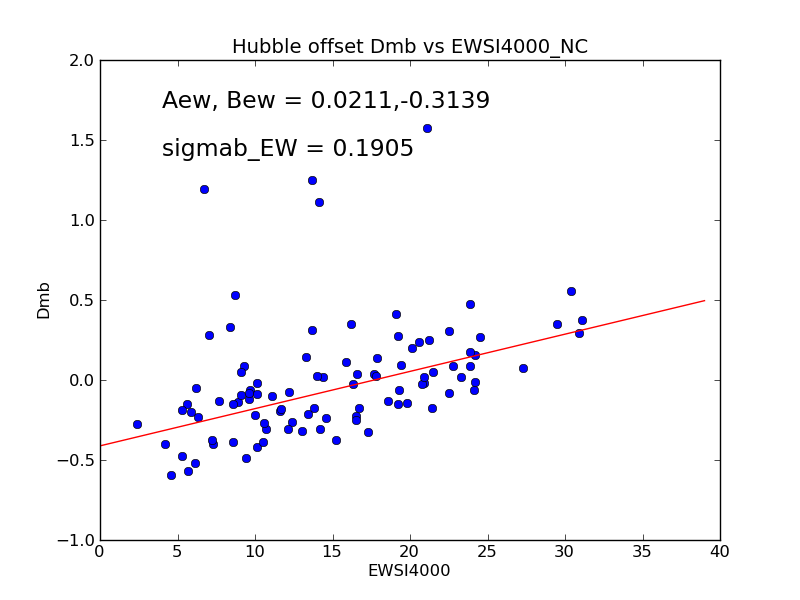 Hubble offset Dmb vs EWSI4000_NC
2.0
Aew, Bew = 0.0211,-0.3139
1.5
sigmab_EW = 0.1905
1.0
Dmb
0.5
0.0
−0.5
−1.0
0 5 10 15 20 25 30 35 40
EWSI4000